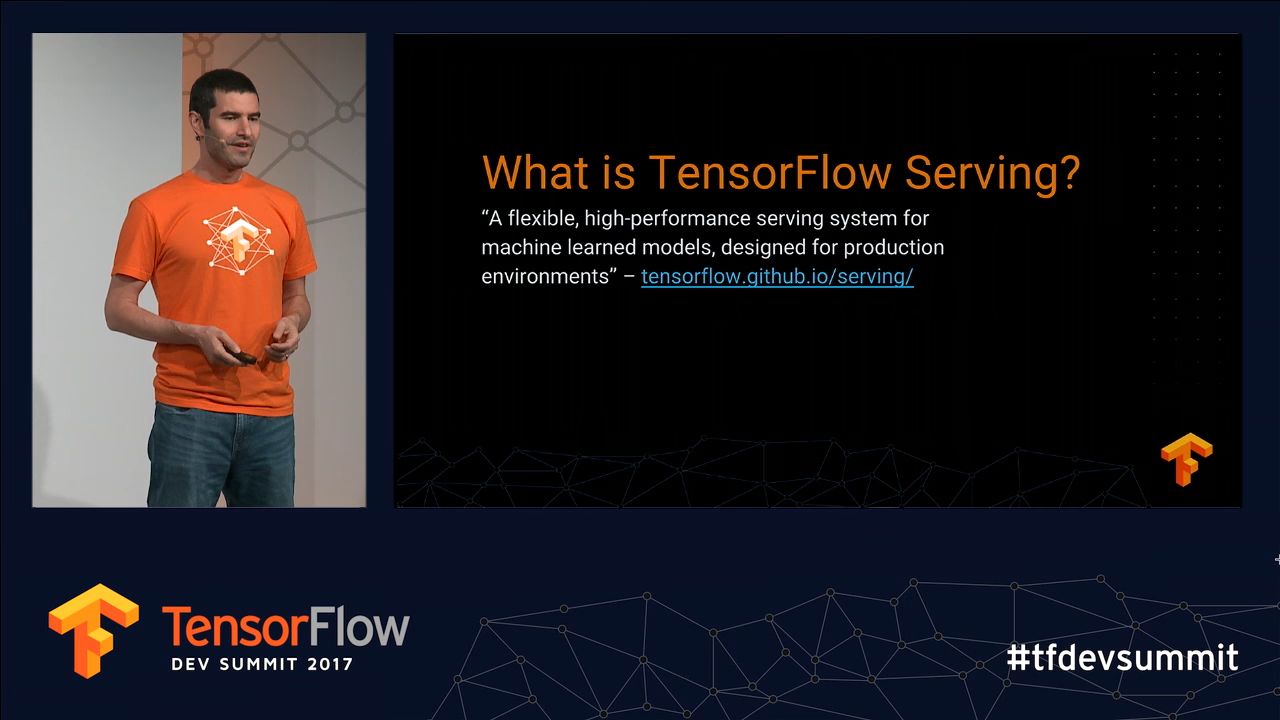 What is TensorFlow Serving?
“A flexible, high-performance serving system for
machine learned models, designed for production
environments” – tensorflow.github.io/serving/
TensorFlow
DEV SUMMIT 2017
#tfdevsummit